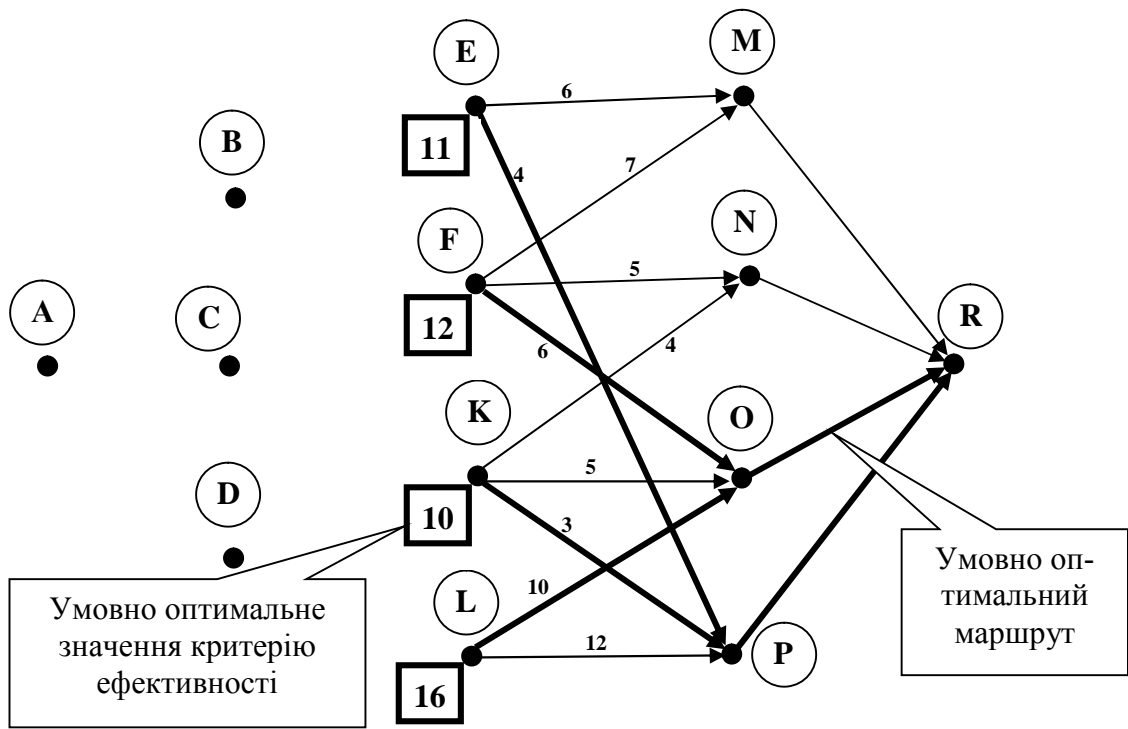 E
M
6
B
11
4
7
F
N
5
A
C
12
R
6
4
K
O
5
D
10
3
Умовно оптимальне
значення критерію
ефективності
Умовно оп-
тимальний
маршрут
10
L
12
P
16